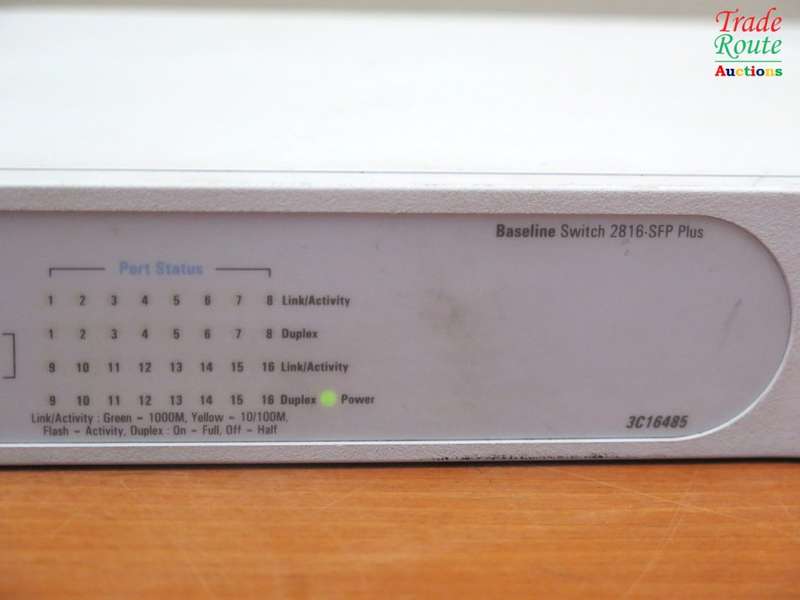 Trade
Route
Auctions
Baseline Switch 2816-SFP Plus
Port Status
1 2 3 4 5 6 7 8 Link/Activity
1 2 3 4 5 6 7 8 Duplex
9 10 11 12 13 14 15 16 Link/Activity
9 10 11 12 13 14 15 16 Duplex Power
Link/Activity : Green - 1000M, Yellow - 10/100M,
Flash - Activity, Duplex : On - Full, Off - Half
3C16485